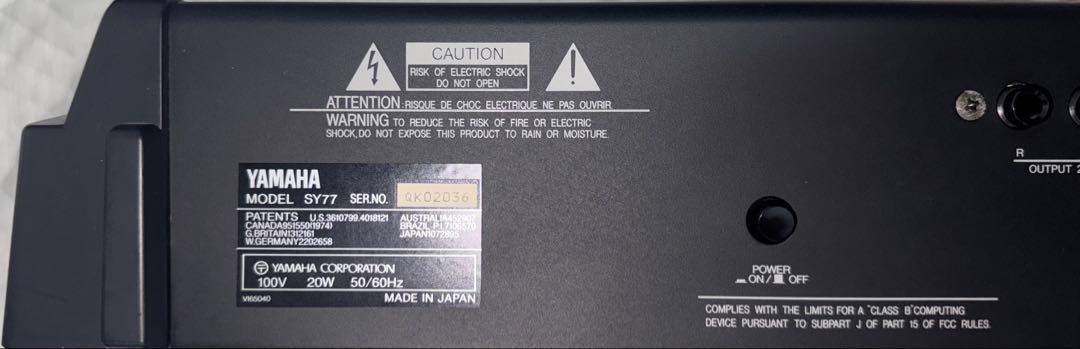 CAUTION
RISK OF ELECTRIC SHOCK
DO NOT OPEN
ATTENTION:RISQUE DE CHOC ELECTRIQUE NE PAS OUVRIR.
WARNING TO REDUCE THE RISK OF FIRE OR ELECTRIC
SHOCK,DO NOT EXPOSE THIS PRODUCT TO RAIN OR MOISTURE.
YAMAHA
MODEL SY77 SER.NO. QK02036
PATENTS U.S.3610799.4018121 AUSTRALIA452907
CANADA951550(1974) BRAZIL P.I.7106570
G.BRITAIN1312161 JAPAN1072895
W.GERMANY2202658
YAMAHA CORPORATION
100V 20W 50/60Hz
VI65040 MADE IN JAPAN
R
OUTPUT 2
POWER
ON/ OFF
COMPLIES WITH THE LIMITS FOR A "CLASS B"COMPUTING
DEVICE PURSUANT TO SUBPART J OF PART 15 OF FCC RULES.